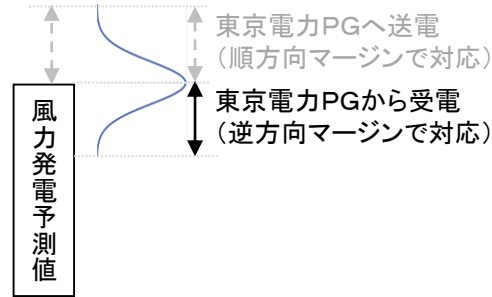 東京電力PGへ送電
（順方向マージンで対応）
東京電力PGから受電
（逆方向マージンで対応）
風力発電予測値